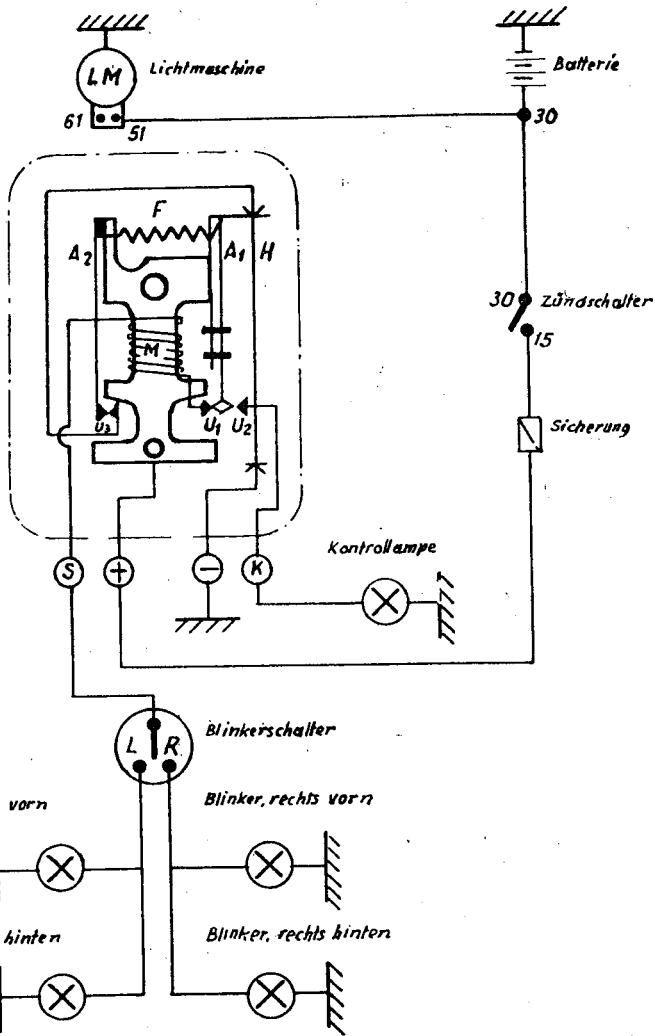 LM
Lichtmaschine
Batterie
61
51
30
F
A2
A1
H
30
Zündschalter
15
M
U3
U1
U2
Sicherung
Kontrollampe
S
+
−
K
Blinkerschalter
L
R
vorn
Blinker, rechts vorn
hinten
Blinker, rechts hinten